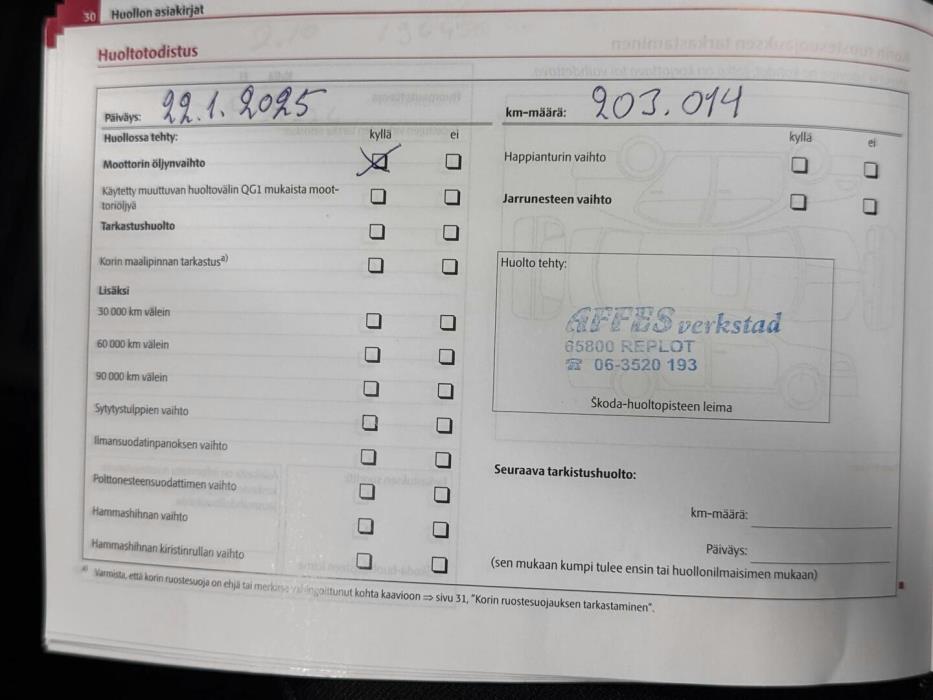 30 Huollon asiakirjat
Huoltotodistus
Päiväys: 22.1.2025
km-määrä: 203.014
Huollossa tehty: kyllä ei
Moottorin öljynvaihto
Käytetty muuttuvan huoltovälin QG1 mukaista moot-
toriöljyä
Tarkastushuolto
Korin maalipinnan tarkastusa)
Lisäksi
30 000 km välein
60 000 km välein
90 000 km välein
Sytytystulppien vaihto
Ilmansuodatinpanoksen vaihto
Polttonesteensuodattimen vaihto
Hammashihnan vaihto
Hammashihnan kiristinrullan vaihto
kyllä ei
Happianturin vaihto
Jarrunesteen vaihto
Huolto tehty:
AFFES verkstad
65800 REPLOT
☎ 06-3520 193
Škoda-huoltopisteen leima
Seuraava tarkistushuolto:
km-määrä:
Päiväys:
(sen mukaan kumpi tulee ensin tai huollonilmaisimen mukaan)
a) Varmista, että korin ruostesuoja on ehjä tai merkitse vahingoittunut kohta kaavioon ⇒ sivu 31, "Korin ruostesuojauksen tarkastaminen".